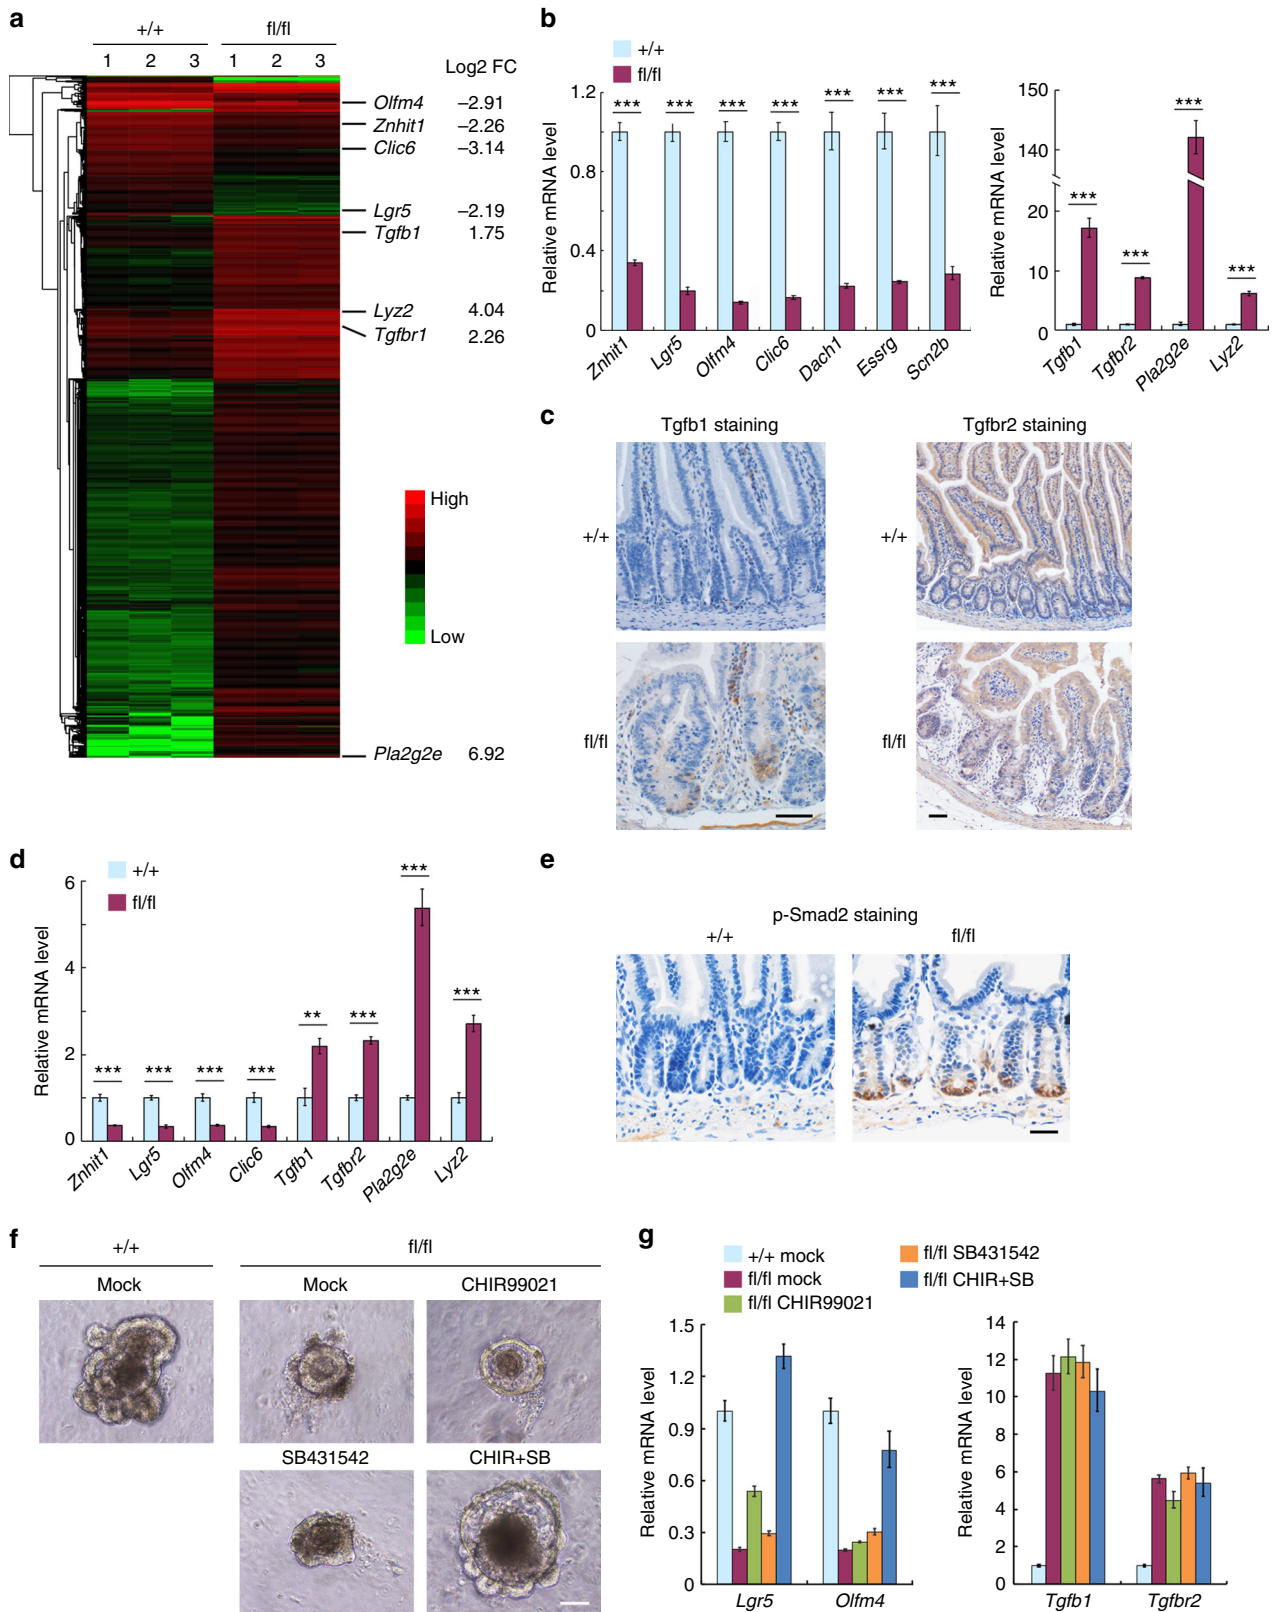 a
+/+ fl/fl
1 2 3 1 2 3
Log2 FC
Olfm4 –2.91
Znhit1 –2.26
Clic6 –3.14
Lgr5 –2.19
Tgfb1 1.75
Lyz2 4.04
Tgfbr1 2.26
High
Low
Pla2g2e 6.92
b
+/+
fl/fl
Relative mRNA level
1.2
0.8
0.4
0
*** *** *** *** *** *** ***
Znhit1 Lgr5 Olfm4 Clic6 Dach1 Essrg Scn2b
Relative mRNA level
150
140
20
10
0
*** *** *** ***
Tgfb1 Tgfbr2 Pla2g2e Lyz2
c
Tgfb1 staining Tgfbr2 staining
+/+ +/+
fl/fl fl/fl
d
+/+
fl/fl
Relative mRNA level
6
4
2
0
*** *** *** *** ** *** *** ***
Znhit1 Lgr5 Olfm4 Clic6 Tgfb1 Tgfbr2 Pla2g2e Lyz2
e
p-Smad2 staining
+/+ fl/fl
f
+/+ fl/fl
Mock Mock CHIR99021
SB431542 CHIR+SB
g
+/+ mock
fl/fl mock
fl/fl CHIR99021
fl/fl SB431542
fl/fl CHIR+SB
Relative mRNA level
1.5
1.2
0.9
0.6
0.3
0
Lgr5 Olfm4
Relative mRNA level
14
12
10
8
6
4
2
0
Tgfb1 Tgfbr2